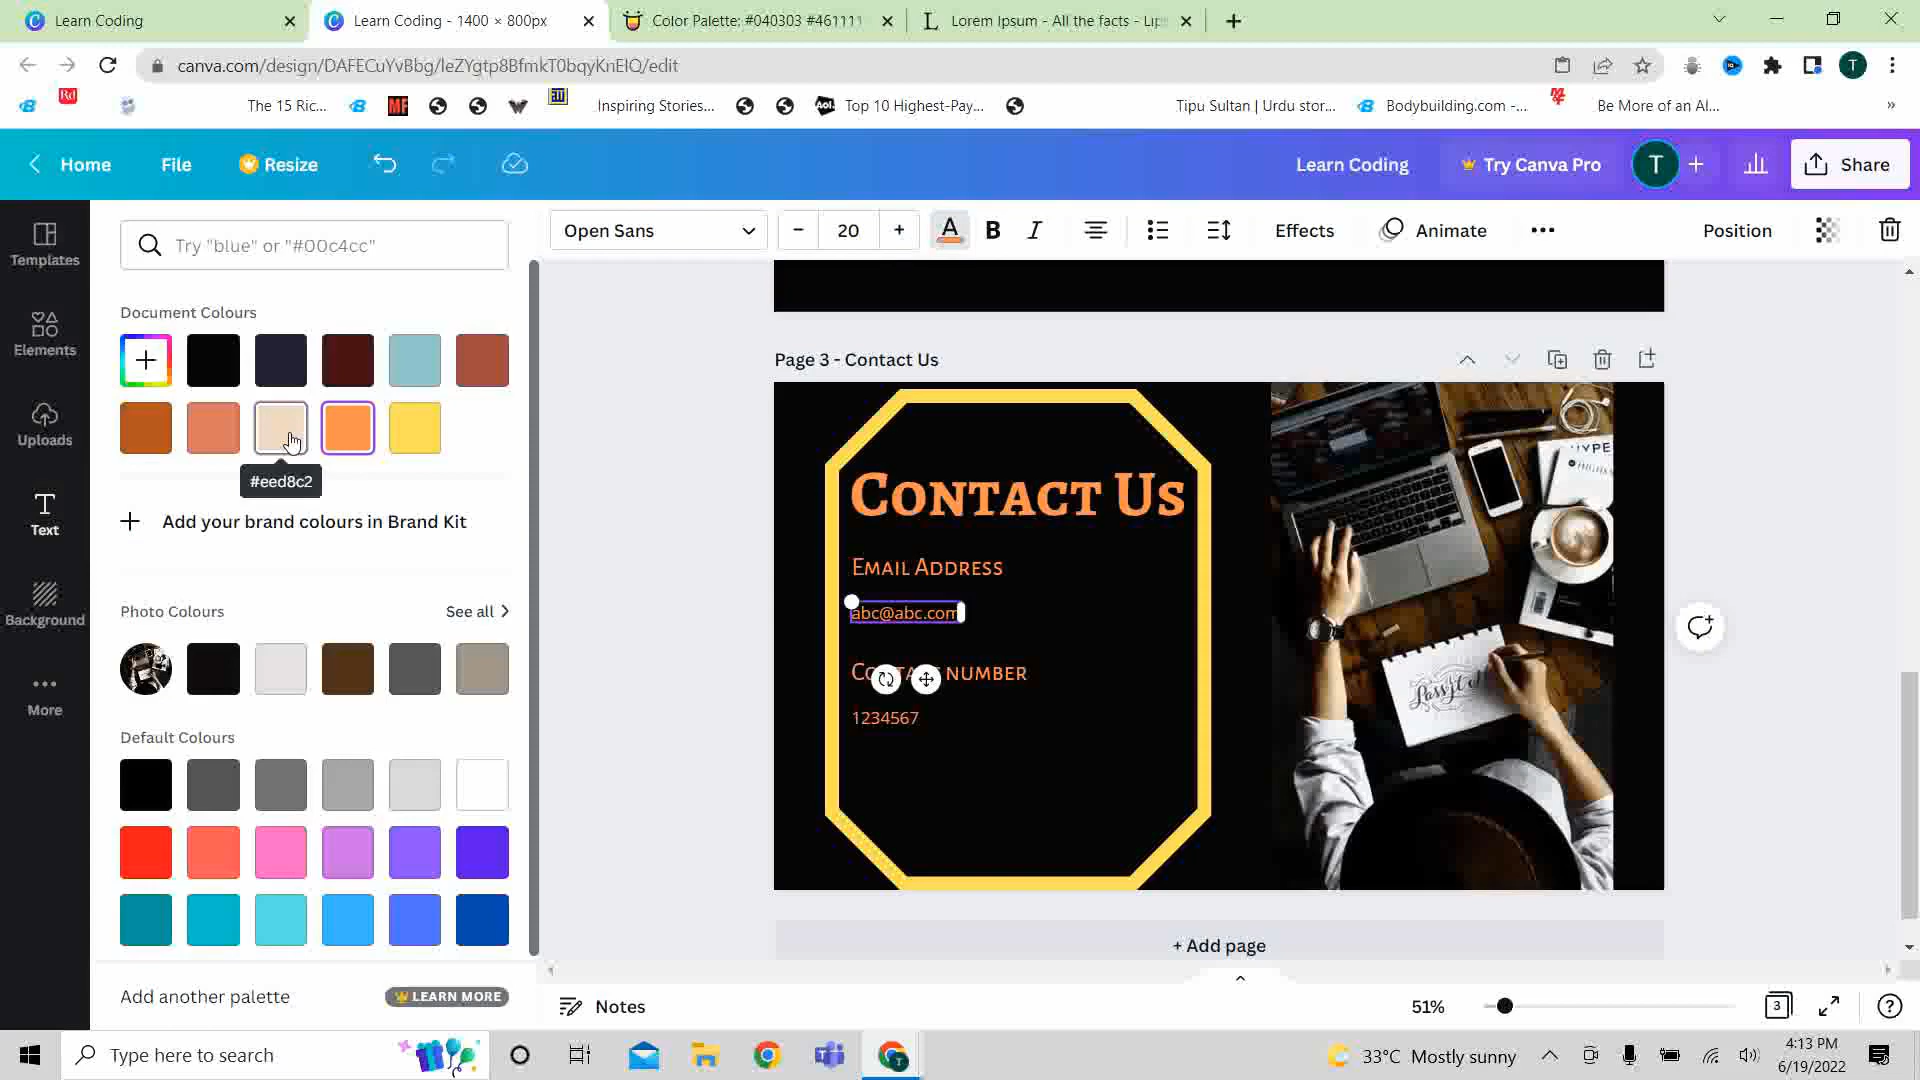 Learn Coding
Learn Coding - 1400 × 800px
Color Palette: #040303 #461111
Lorem Ipsum - All the facts - Lip
canva.com/design/DAFECuYvBbg/leZYgtp8BfmkT0bqyKnEIQ/edit
T
Rd
The 15 Ric...
MF
Inspiring Stories...
Aol.
Top 10 Highest-Pay...
Tipu Sultan | Urdu stor...
Bodybuilding.com -...
Be More of an Al...
Home
File
Resize
Learn Coding
Try Canva Pro
T
Share
Templates
Elements
Uploads
Text
Background
More
Try "blue" or "#00c4cc"
Document Colours
#eed8c2
Add your brand colours in Brand Kit
Photo Colours
See all
Default Colours
Add another palette
LEARN MORE
Open Sans
20
A
B
I
Effects
Animate
Position
Page 3 - Contact Us
Contact Us
Email Address
abc@abc.com
number
1234567
HYPE
+ Add page
Notes
51%
3
Type here to search
33°C Mostly sunny
4:13 PM
6/19/2022